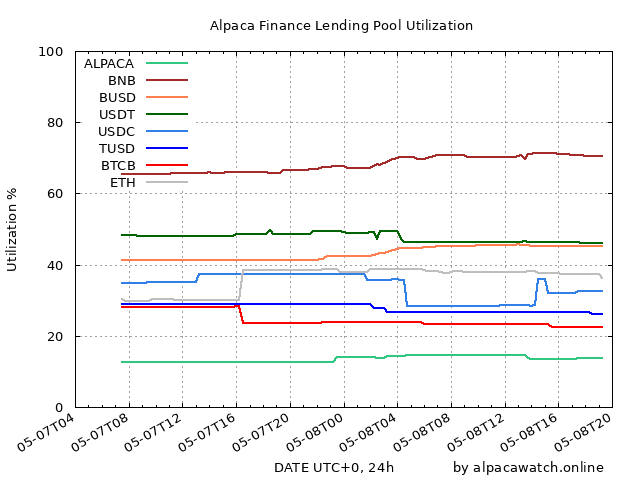 Alpaca Finance Lending Pool Utilization
100
80
60
40
20
0
Utilization %
ALPACA
BNB
BUSD
USDT
USDC
TUSD
BTCB
ETH
05-07T04
05-07T08
05-07T12
05-07T16
05-07T20
05-08T00
05-08T04
05-08T08
05-08T12
05-08T16
05-08T20
DATE UTC+0, 24h
by alpacawatch.online